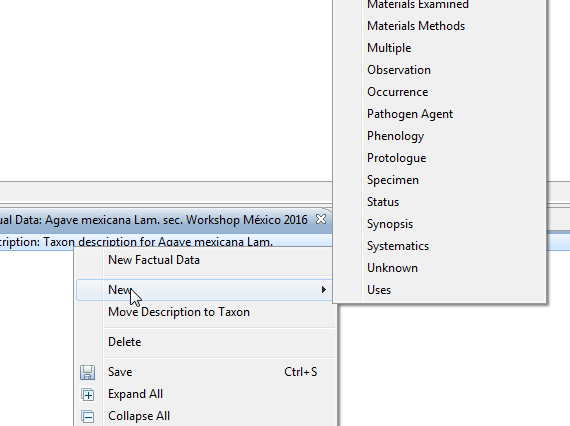 Materials Examined
Materials Methods
Multiple
Observation
Occurrence
Pathogen Agent
Phenology
Protologue
Specimen
Status
Synopsis
Systematics
Unknown
Uses
ual Data: Agave mexicana Lam. sec. Workshop México 2016
cription: Taxon description for Agave mexicana Lam.
New Factual Data
New
Move Description to Taxon
Delete
Save Ctrl+S
Expand All
Collapse All